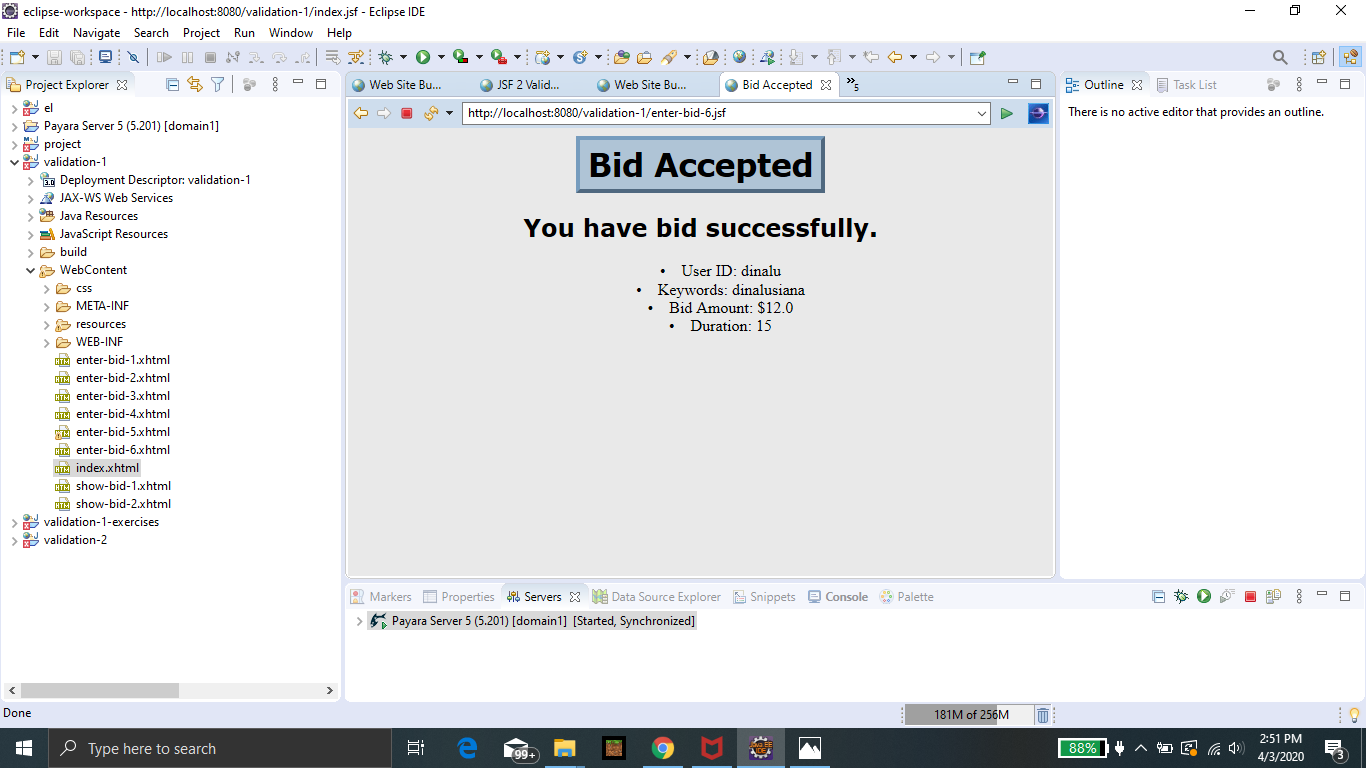 eclipse-workspace - http://localhost:8080/validation-1/index.jsf - Eclipse IDE
File Edit Navigate Search Project Run Window Help
Project Explorer
el
Payara Server 5 (5.201) [domain1]
project
validation-1
Deployment Descriptor: validation-1
JAX-WS Web Services
Java Resources
JavaScript Resources
build
WebContent
css
META-INF
resources
WEB-INF
enter-bid-1.xhtml
enter-bid-2.xhtml
enter-bid-3.xhtml
enter-bid-4.xhtml
enter-bid-5.xhtml
enter-bid-6.xhtml
index.xhtml
show-bid-1.xhtml
show-bid-2.xhtml
validation-1-exercises
validation-2
Web Site Bu... JSF 2 Valid... Web Site Bu... Bid Accepted »5
http://localhost:8080/validation-1/enter-bid-6.jsf
Bid Accepted
You have bid successfully.
• User ID: dinalu
• Keywords: dinalusiana
• Bid Amount: $12.0
• Duration: 15
Outline Task List
There is no active editor that provides an outline.
Markers Properties Servers Data Source Explorer Snippets Console Palette
Payara Server 5 (5.201) [domain1] [Started, Synchronized]
Done
181M of 256M
Type here to search
99+
JAVA EE IDE
88%
2:51 PM
4/3/2020
3